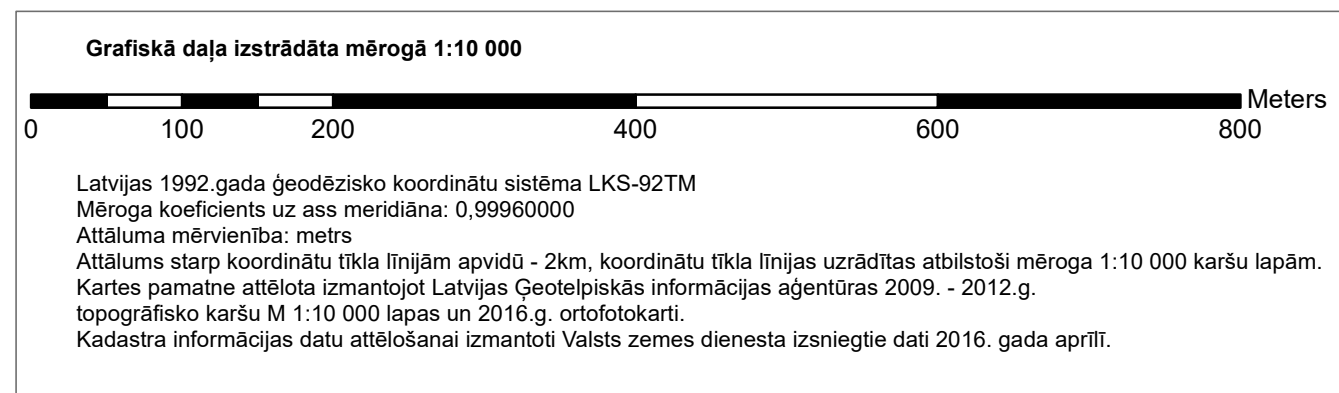 Grafiskā daļa izstrādāta mērogā 1:10 000
Meters
0 100 200 400 600 800
Latvijas 1992.gada ģeodēzisko koordinātu sistēma LKS-92TM
Mēroga koeficients uz ass meridiāna: 0,99960000
Attāluma mērvienība: metrs
Attālums starp koordinātu tīkla līnijām apvidū - 2km, koordinātu tīkla līnijas uzrādītas atbilstoši mēroga 1:10 000 karšu lapām.
Kartes pamatne attēlota izmantojot Latvijas Ģeotelpiskās informācijas aģentūras 2009. - 2012.g.
topogrāfisko karšu M 1:10 000 lapas un 2016.g. ortofotokarti.
Kadastra informācijas datu attēlošanai izmantoti Valsts zemes dienesta izsniegtie dati 2016. gada aprīlī.